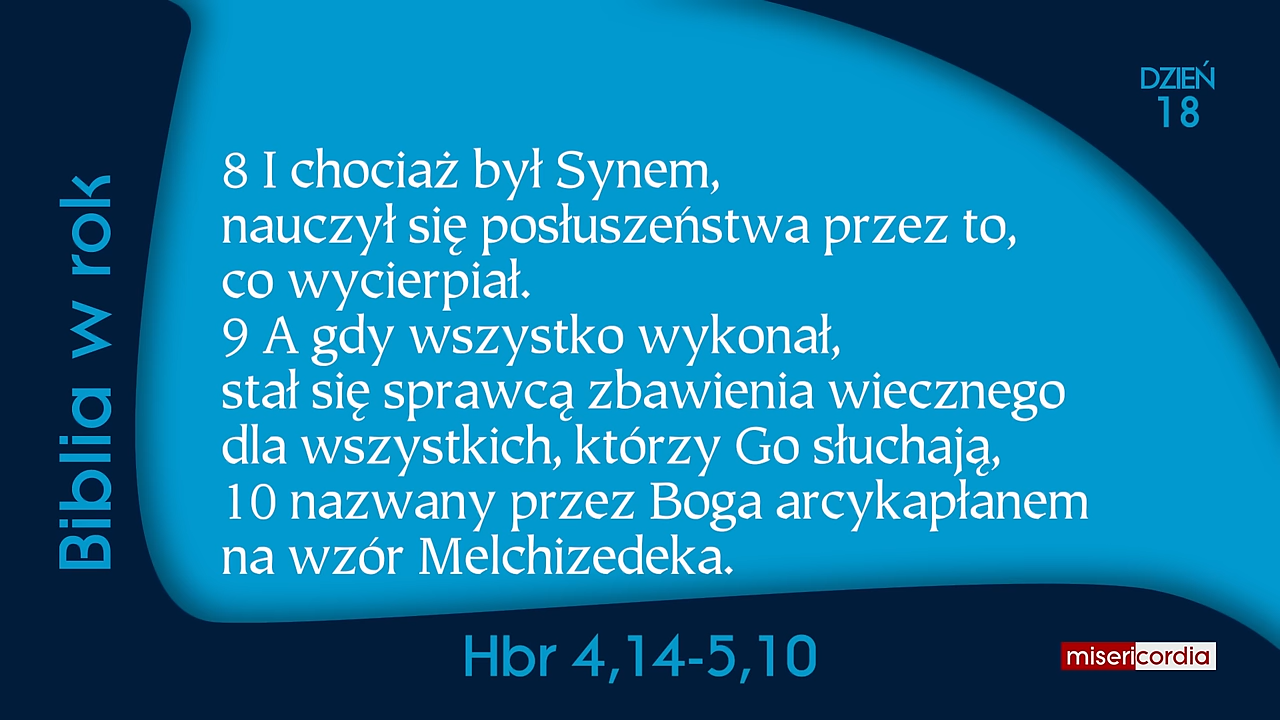 DZIEŃ
18
Biblia w rok
8 I chociaż był Synem,
nauczył się posłuszeństwa przez to,
co wycierpiał.
9 A gdy wszystko wykonał,
stał się sprawcą zbawienia wiecznego
dla wszystkich, którzy Go słuchają,
10 nazwany przez Boga arcykapłanem
na wzór Melchizedeka.
Hbr 4,14-5,10
misericordia